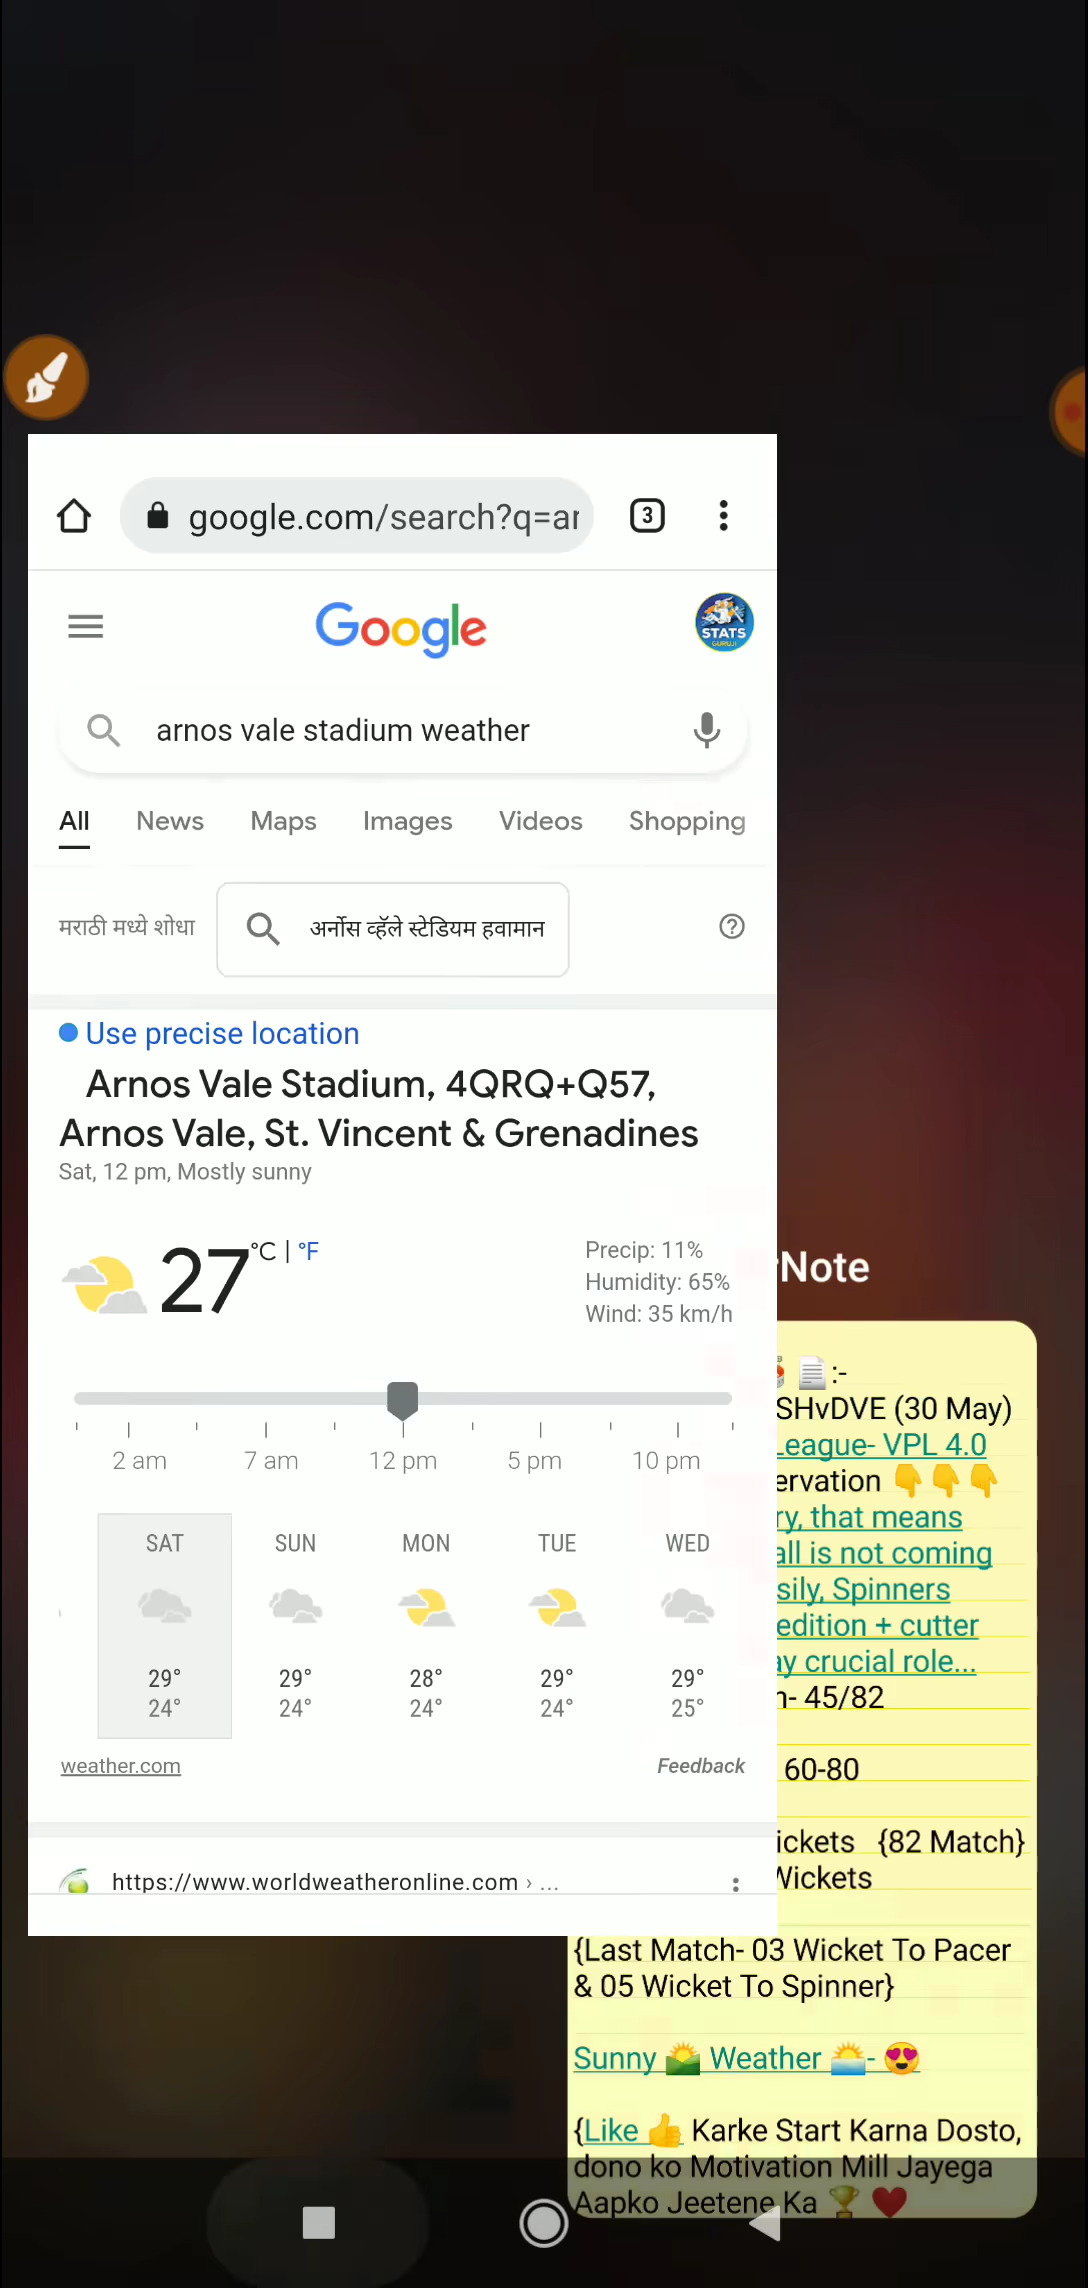 google.com/search?q=ar
3
Google
STATS
GURUJI
arnos vale stadium weather
All News Maps Images Videos Shopping
मराठी मध्ये शोधा
अर्नोस व्हॅले स्टेडियम हवामान
Use precise location
Arnos Vale Stadium, 4QRQ+Q57,
Arnos Vale, St. Vincent & Grenadines
Sat, 12 pm, Mostly sunny
27 °C | °F
Precip: 11%
Humidity: 65%
Wind: 35 km/h
2 am 7 am 12 pm 5 pm 10 pm
SAT SUN MON TUE WED
29° 29° 28° 29° 29°
24° 24° 24° 24° 25°
weather.com Feedback
https://www.worldweatheronline.com › ...
rNote
📄:-
SHvDVE (30 May)
League- VPL 4.0
ervation 👇👇👇
ry, that means
all is not coming
sily, Spinners
edition + cutter
ay crucial role...
n- 45/82
60-80
ickets {82 Match}
Wickets
{Last Match- 03 Wicket To Pacer
& 05 Wicket To Spinner}
Sunny 🌄 Weather 🌅- 😍
{Like 👍 Karke Start Karna Dosto,
dono ko Motivation Mill Jayega
Aapko Jeetene Ka 🏆 ❤️